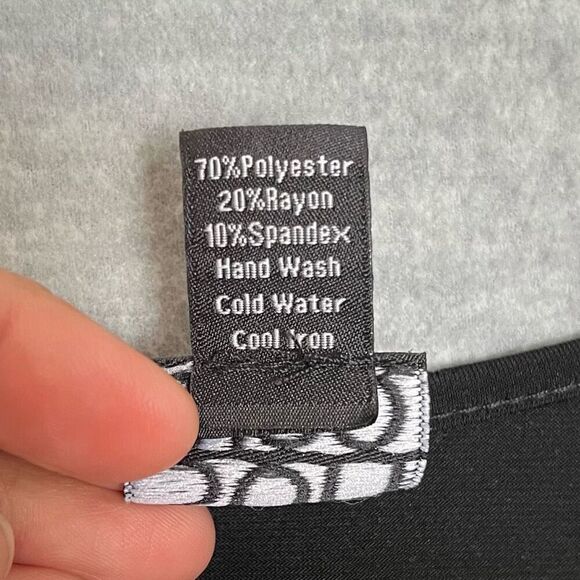 70%Polyester
20%Rayon
10%Spandex
Hand Wash
Cold Water
Cool Iron